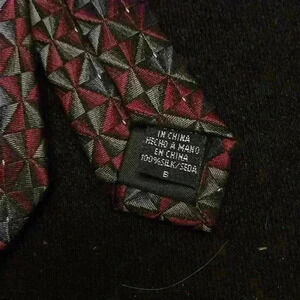 IN CHINA
HECHO A MANO
EN CHINA
100%SILK/SEDA
B